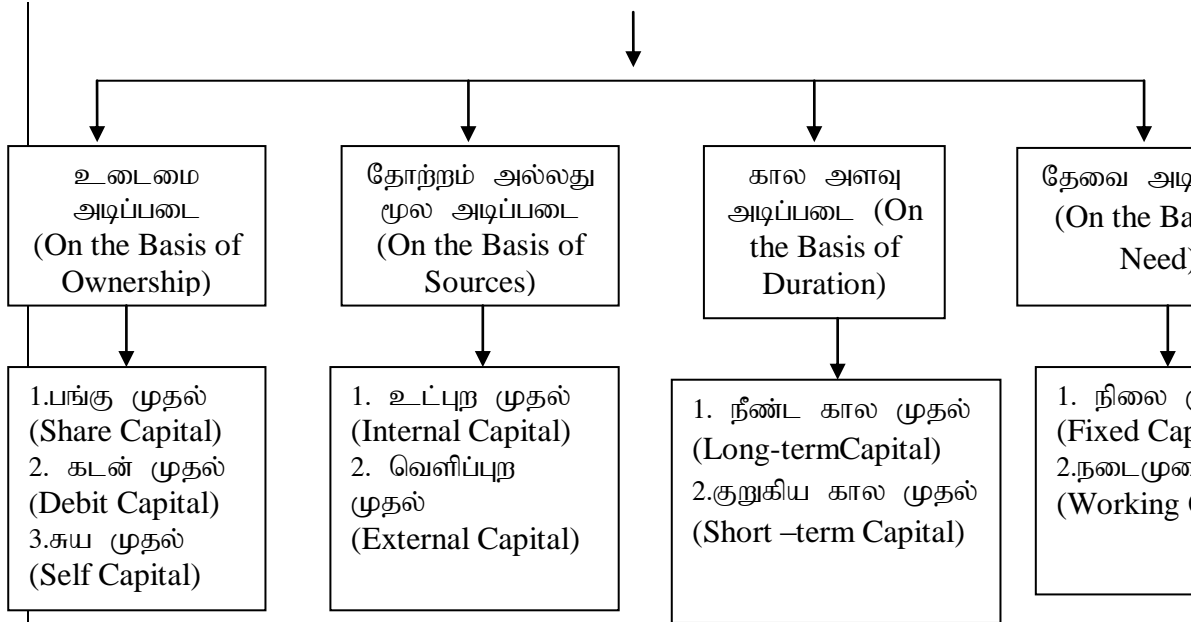 உடைமை
அடிப்படை
(On the Basis of
Ownership)
தோற்றம் அல்லது
மூல அடிப்படை
(On the Basis of
Sources)
கால அளவு
அடிப்படை (On
the Basis of
Duration)
தேவை
(On the
Need)
1.பங்கு முதல்
(Share Capital)
2. கடன் முதல்
(Debit Capital)
3.சுய முதல்
(Self Capital)
1. உட்புற முதல்
(Internal Capital)
2. வெளிப்புற
முதல்
(External Capital)
1. நீண்ட கால முதல்
(Long-termCapital)
2.குறுகிய கால முதல்
(Short –term Capital)
1. நிலை
(Fixed
(Working